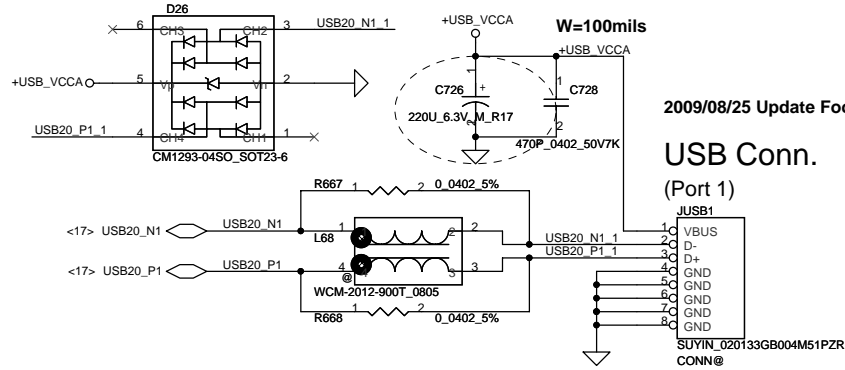 D26
6 CH3 CH2 3 USB20_N1_1
+USB_VCCA 5 Vp Vn 2
USB20_P1_1 4 CH4 CH1 1
CM1293-04SO_SOT23-6
+USB_VCCA
W=100mils
+USB_VCCA
1 C726 + 1 C728
220U_6.3V_M_R17
2 2
470P_0402_50V7K
2009/08/25 Update Foo
USB Conn.
(Port 1)
JUSB1
R667 1 2 0_0402_5%
<17> USB20_N1 USB20_N1 1 2
L68
USB20_N1_1
USB20_P1_1
<17> USB20_P1 USB20_P1 4 3 3
@
WCM-2012-900T_0805
1 2
R668 0_0402_5%
1 VBUS
2 D-
3 D+
4 GND
5 GND
6 GND
7 GND
8 GND
SUYIN_020133GB004M51PZR
CONN@